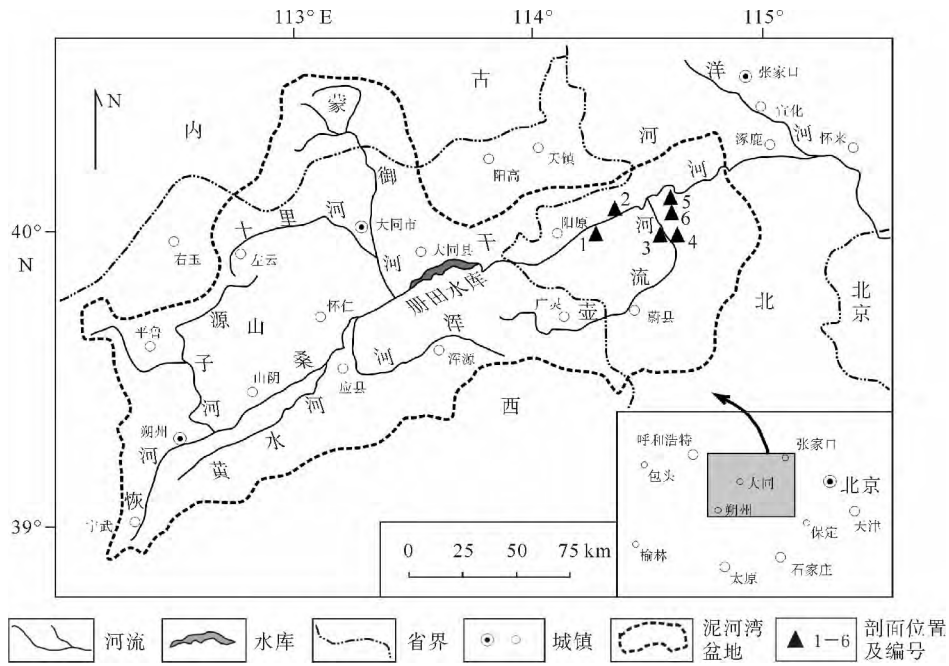 113° E
114°
115°
N
40°
N
39°
内
蒙
古
河
北
山
西
北京
洋
河
张家口
宣化
涿鹿
怀来
天镇
阳高
御
河
十
里
河
大同市
大同县
右玉
左云
怀仁
源
子
河
平鲁
山阴
朔州
桑
干
河
册田水库
浑
河
浑源
应县
黄
水
河
恢
河
宁武
阳原
广灵
蔚县
壶
流
河
1
2
3
4
5
6
0 25 50 75 km
呼和浩特
包头
张家口
大同
北京
朔州
天津
保定
榆林
太原
石家庄
河流
水库
省界
城镇
泥河湾
盆地
1—6
剖面位置
及编号